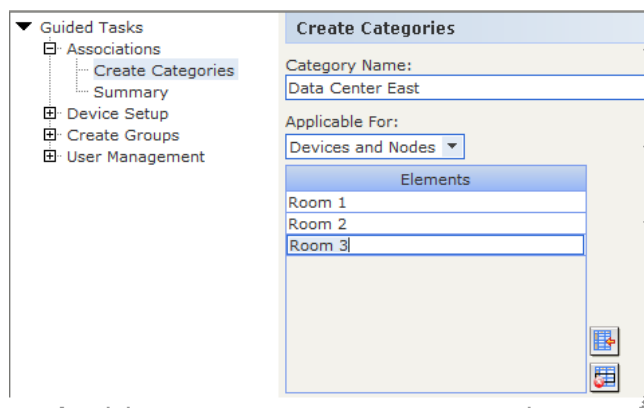 Guided Tasks
Associations
Create Categories
Summary
Device Setup
Create Groups
User Management
Create Categories
Category Name:
Data Center East
Applicable For:
Devices and Nodes
Elements
Room 1
Room 2
Room 3